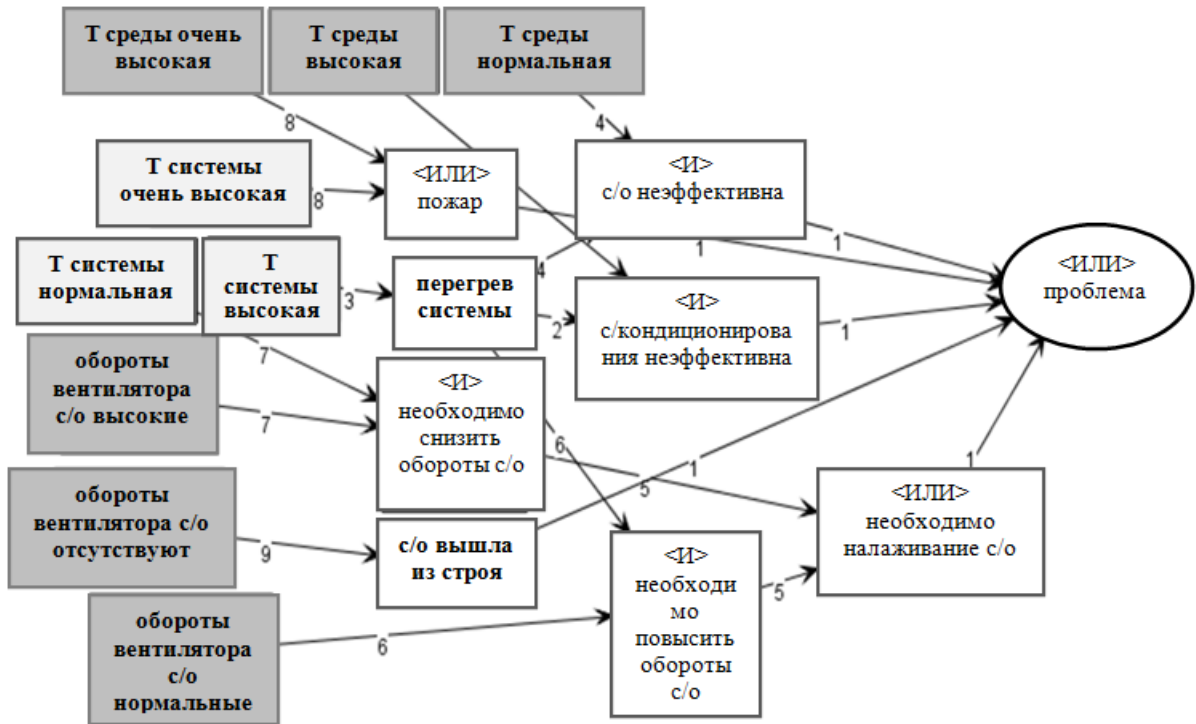 Т среды очень
высокая
Т среды
высокая
Т среды
нормальная
8
4
Т системы
очень высокая
8
<ИЛИ>
пожар
<И>
с/о неэффективна
1
1
<ИЛИ>
проблема
Т системы
нормальная
Т
системы
высокая
3
перегрев
системы
4
2
<И>
с/кондиционирова
ния неэффективна
1
7
обороты
вентилятора
с/о высокие
7
<И>
необходимо
снизить
обороты с/о
6
5
1
1
обороты
вентилятора с/о
отсутствуют
9
с/о вышла
из строя
<И>
необходи
мо
повысить
обороты
с/о
5
<ИЛИ>
необходимо
налаживание с/о
обороты
вентилятора
с/о
нормальные
6